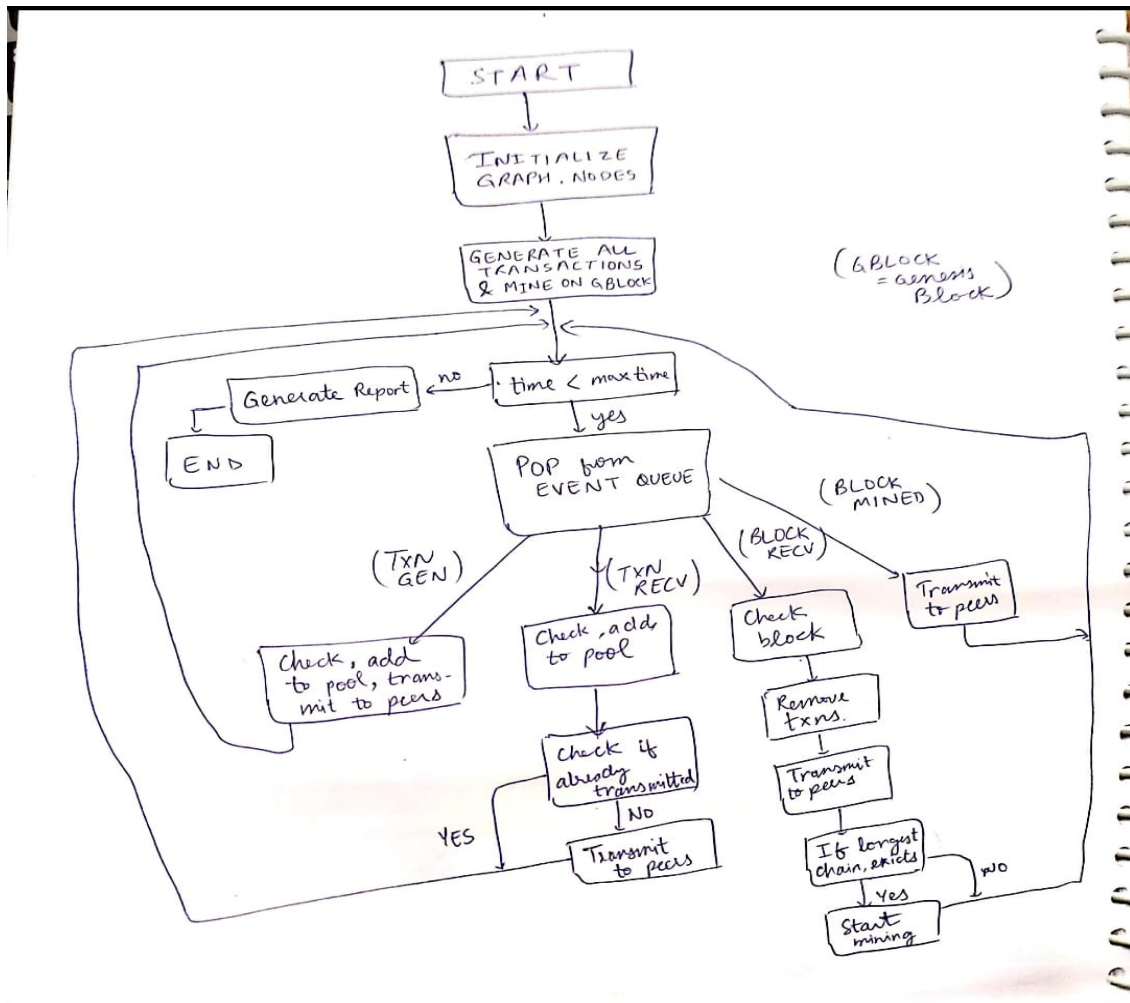 START
INITIALIZE
GRAPH. NODES
GENERATE ALL
TRANSACTIONS
& MINE ON GBLOCK
(GBLOCK
= Genesis
Block)
time < maxtime
no
Generate Report
END
yes
POP from
EVENT QUEUE
(TXN
GEN)
(TXN
RECV)
(BLOCK
RECV)
(BLOCK
MINED)
Check, add
to pool, trans-
mit to peers
Check, add,
to pool
Check if
already
transmitted
YES
NO
Transmit
to peers
Check
block
Remove
txns.
Transmit
to peers
If longest
chain, exists
Yes
NO
Start
mining
Transmit
to peers